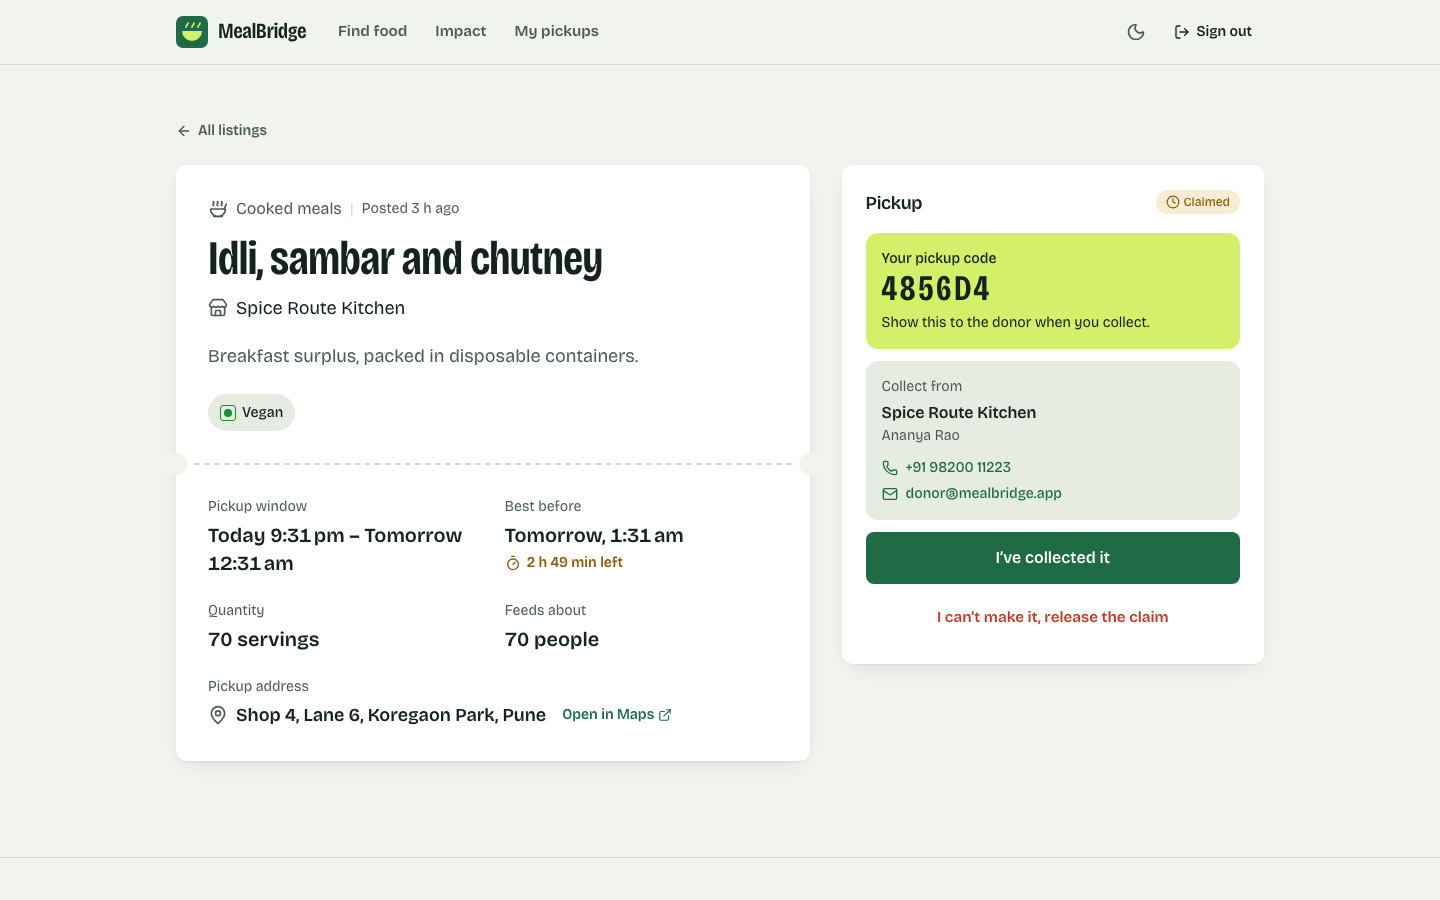 MealBridge Find food Impact My pickups Sign out
All listings
Cooked meals | Posted 3 h ago
Idli, sambar and chutney
Spice Route Kitchen
Breakfast surplus, packed in disposable containers.
Vegan
Pickup window
Today 9:31 pm – Tomorrow
12:31 am
Best before
Tomorrow, 1:31 am
2 h 49 min left
Quantity
70 servings
Feeds about
70 people
Pickup address
Shop 4, Lane 6, Koregaon Park, Pune Open in Maps
Pickup Claimed
Your pickup code
4856D4
Show this to the donor when you collect.
Collect from
Spice Route Kitchen
Ananya Rao
+91 98200 11223
donor@mealbridge.app
I’ve collected it
I can’t make it, release the claim